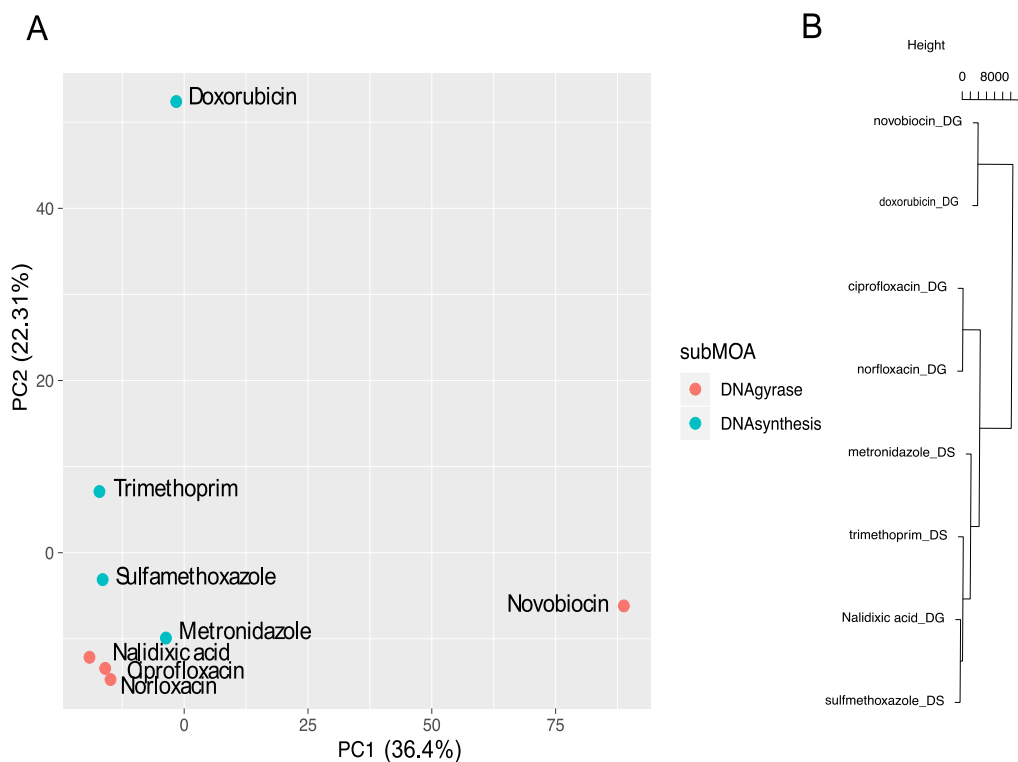 A
Doxorubicin
40
20
0
PC2 (22.31%)
Trimethoprim
Sulfamethoxazole
Novobiocin
Metronidazole
Nalidixic acid
Ciprofloxacin
Norloxacin
0
25
50
75
PC1 (36.4%)
subMOA
DNAgyrase
DNAsynthesis
B
Height
0 8000
novobiocin_DG
doxorubicin_DG
ciprofloxacin_DG
norfloxacin_DG
metronidazole_DS
trimethoprim_DS
Nalidixic acid_DG
sulfmethoxazole_DS